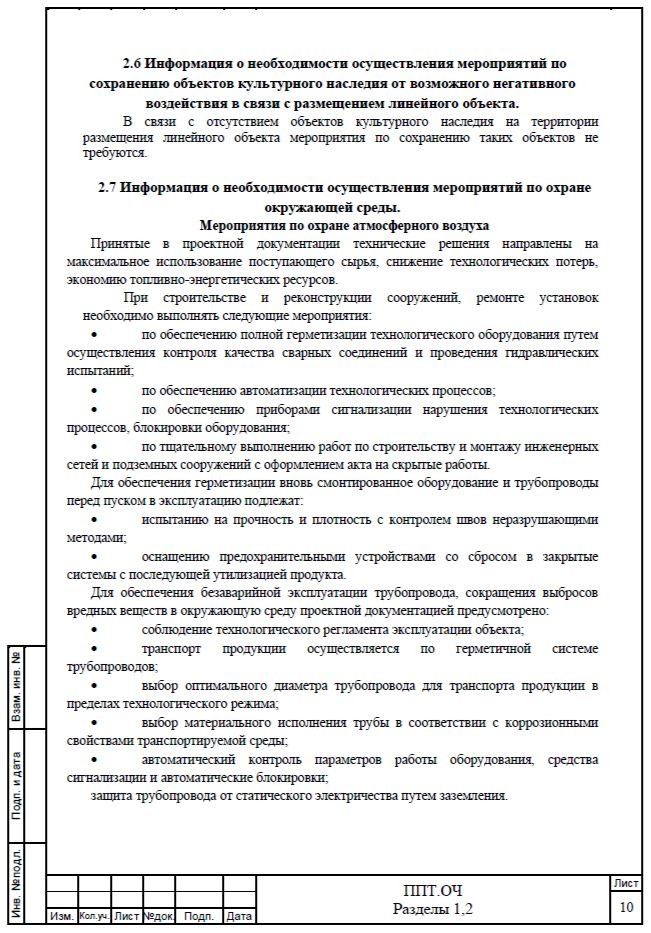 2.6 Информация о необходимости осуществления мероприятий по
сохранению объектов культурного наследия от возможного негативного
воздействия в связи с размещением линейного объекта.
В связи с отсутствием объектов культурного наследия на территории
размещения линейного объекта мероприятия по сохранению таких объектов не
требуются.
2.7 Информация о необходимости осуществления мероприятий по охране
окружающей среды.
Мероприятия по охране атмосферного воздуха
Принятые в проектной документации технические решения направлены на
максимальное использование поступающего сырья, снижение технологических потерь,
экономию топливно-энергетических ресурсов.
При строительстве и реконструкции сооружений, ремонте установок
необходимо выполнять следующие мероприятия:
• по обеспечению полной герметизации технологического оборудования путем
осуществления контроля качества сварных соединений и проведения гидравлических
испытаний;
• по обеспечению автоматизации технологических процессов;
• по обеспечению приборами сигнализации нарушения технологических
процессов, блокировки оборудования;
• по тщательному выполнению работ по строительству и монтажу инженерных
сетей и подземных сооружений с оформлением акта на скрытые работы.
Для обеспечения герметизации вновь смонтированное оборудование и трубопроводы
перед пуском в эксплуатацию подлежат:
• испытанию на прочность и плотность с контролем швов неразрушающими
методами;
• оснащению предохранительными устройствами со сбросом в закрытые
системы с последующей утилизацией продукта.
Для обеспечения безаварийной эксплуатации трубопровода, сокращения выбросов
вредных веществ в окружающую среду проектной документацией предусмотрено:
• соблюдение технологического регламента эксплуатации объекта;
• транспорт продукции осуществляется по герметичной системе
трубопроводов;
• выбор оптимального диаметра трубопровода для транспорта продукции в
пределах технологического режима;
• выбор материального исполнения трубы в соответствии с коррозионными
свойствами транспортируемой среды;
• автоматический контроль параметров работы оборудования, средства
сигнализации и автоматические блокировки;
защита трубопровода от статического электричества путем заземления.
Взам. инв. №
Подп. и дата
Инв. №подл.
Изм. Кол.уч. Лист №док. Подп. Дата
ППТ.ОЧ
Разделы 1,2
Лист
10